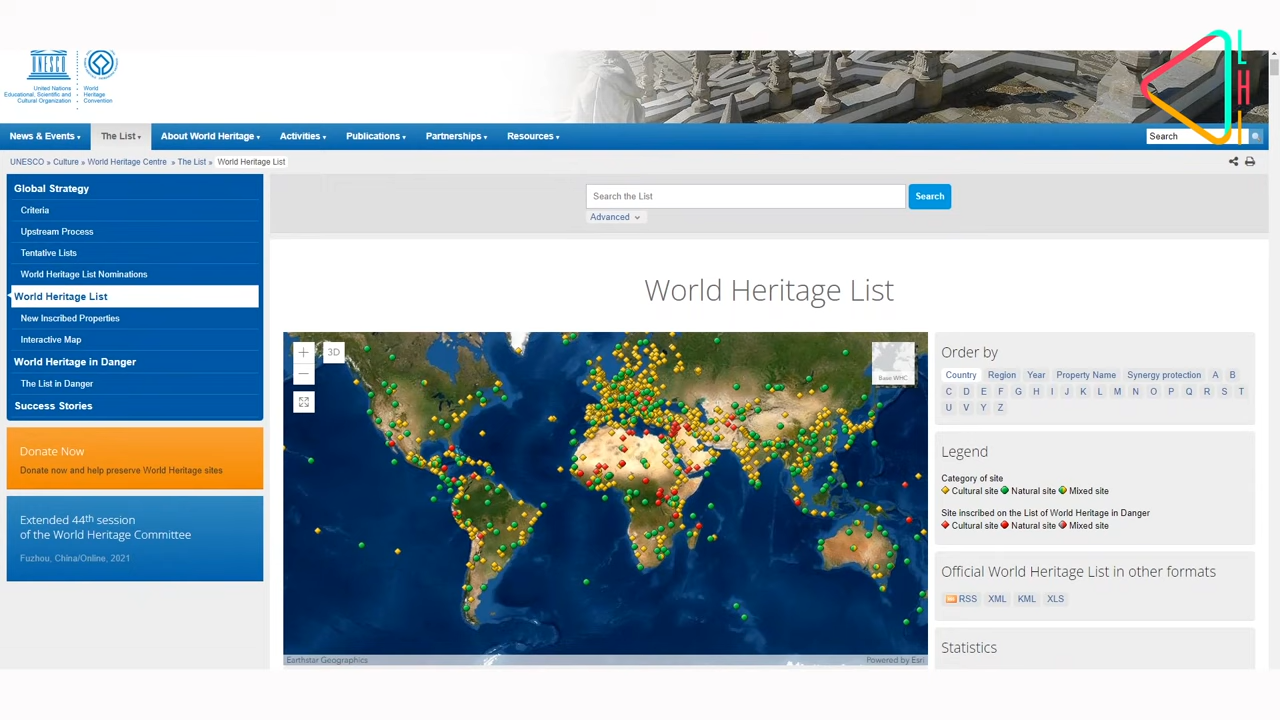 United Nations
Educational, Scientific and
Cultural Organization
World
Heritage
Convention
L
H
I
News & Events
The List
About World Heritage
Activities
Publications
Partnerships
Resources
Search
UNESCO » Culture » World Heritage Centre » The List » World Heritage List
Global Strategy
Criteria
Upstream Process
Tentative Lists
World Heritage List Nominations
World Heritage List
New Inscribed Properties
Interactive Map
World Heritage in Danger
The List in Danger
Success Stories
Donate Now
Donate now and help preserve World Heritage sites
Extended 44th session
of the World Heritage Committee
Fuzhou, China/Online, 2021
Search the List
Search
Advanced
World Heritage List
3D
Base WHC
Earthstar Geographics
Powered by Esri
Order by
Country Region Year Property Name Synergy protection A B
C D E F G H I J K L M N O P Q R S T
U V Y Z
Legend
Category of site
Cultural site Natural site Mixed site
Site inscribed on the List of World Heritage in Danger
Cultural site Natural site Mixed site
Official World Heritage List in other formats
RSS XML KML XLS
Statistics